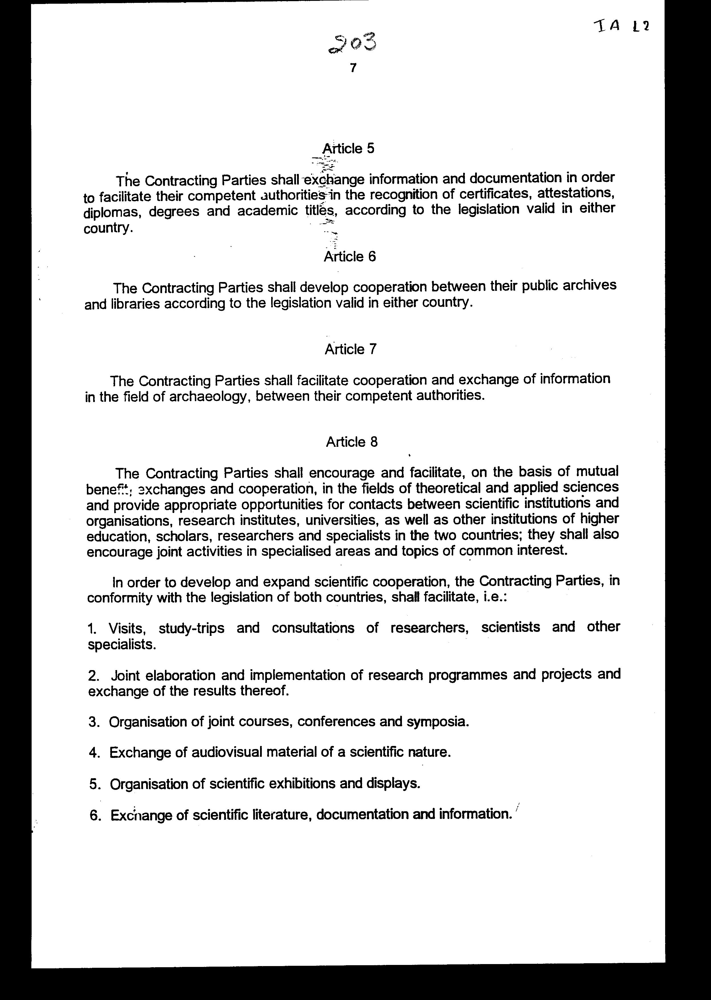 IA L2
203
7
Article 5
The Contracting Parties shall exchange information and documentation in order
to facilitate their competent authorities in the recognition of certificates, attestations,
diplomas, degrees and academic titles, according to the legislation valid in either
country.
Article 6
The Contracting Parties shall develop cooperation between their public archives
and libraries according to the legislation valid in either country.
Article 7
The Contracting Parties shall facilitate cooperation and exchange of information
in the field of archaeology, between their competent authorities.
Article 8
The Contracting Parties shall encourage and facilitate, on the basis of mutual
benefit, exchanges and cooperation, in the fields of theoretical and applied sciences
and provide appropriate opportunities for contacts between scientific institutions and
organisations, research institutes, universities, as well as other institutions of higher
education, scholars, researchers and specialists in the two countries; they shall also
encourage joint activities in specialised areas and topics of common interest.
In order to develop and expand scientific cooperation, the Contracting Parties, in
conformity with the legislation of both countries, shall facilitate, i.e.:
1. Visits, study-trips and consultations of researchers, scientists and other
specialists.
2. Joint elaboration and implementation of research programmes and projects and
exchange of the results thereof.
3. Organisation of joint courses, conferences and symposia.
4. Exchange of audiovisual material of a scientific nature.
5. Organisation of scientific exhibitions and displays.
6. Exchange of scientific literature, documentation and information.